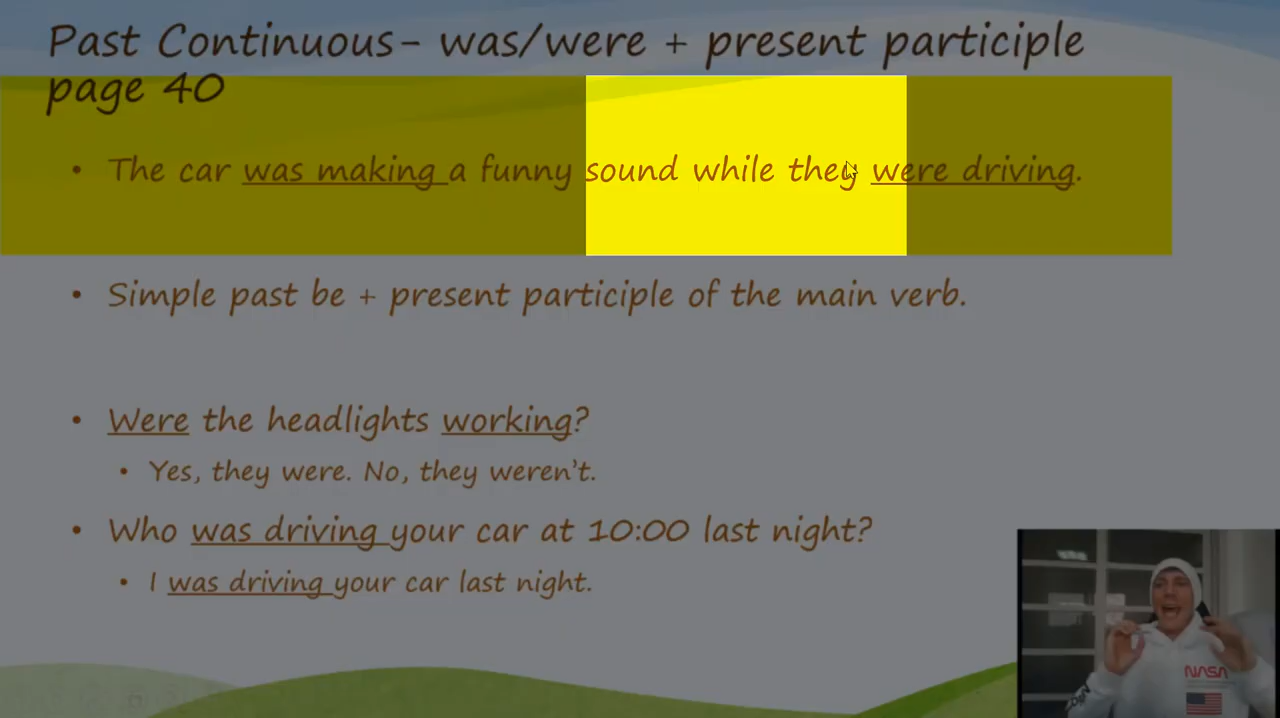 Past Continuous- was/were + present participle
page 40
• The car was making a funny sound while they were driving.
• Simple past be + present participle of the main verb.
• Were the headlights working?
• Yes, they were. No, they weren't.
• Who was driving your car at 10:00 last night?
• I was driving your car last night.
NASA